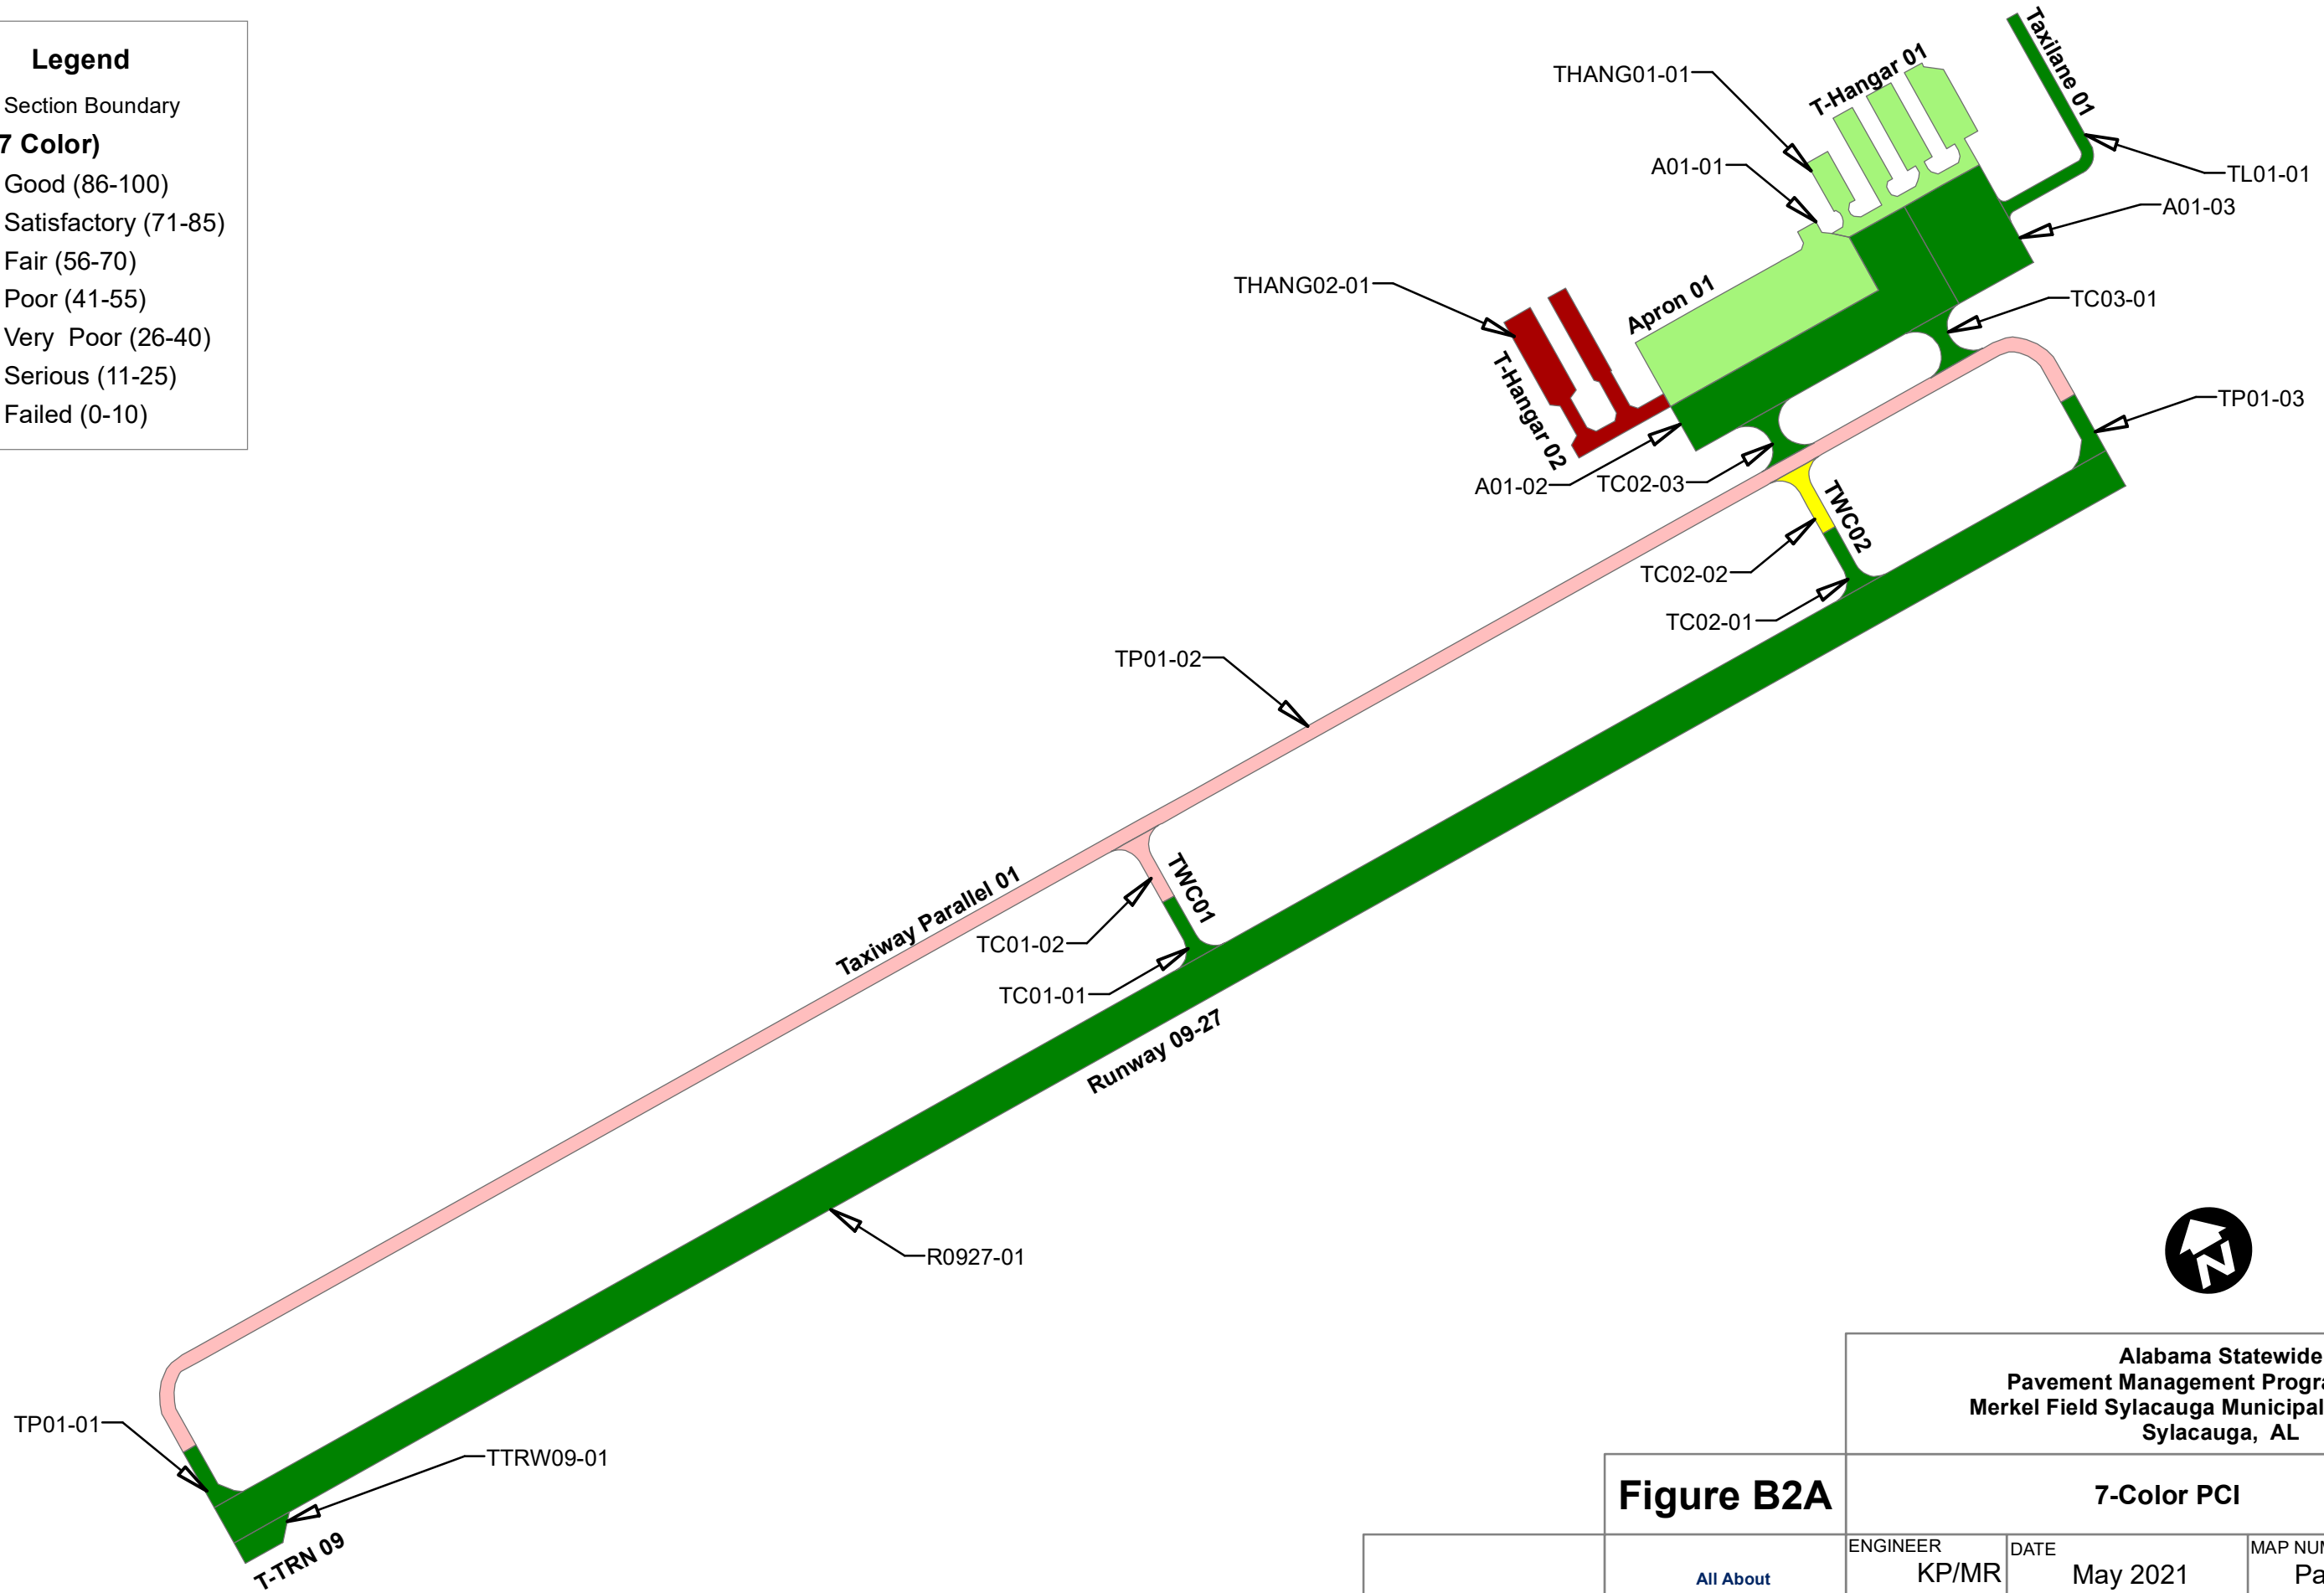 Legend
Section Boundary
7 Color)
Good (86-100)
Satisfactory (71-85)
Fair (56-70)
Poor (41-55)
Very Poor (26-40)
Serious (11-25)
Failed (0-10)
Taxilane 01
T-Hangar 01
THANG01-01
A01-01
TL01-01
A01-03
THANG02-01
Apron 01
TC03-01
T-Hangar 02
TP01-03
A01-02
TC02-03
TWC02
TC02-02
TC02-01
TP01-02
TWC01
Taxiway Parallel 01
TC01-02
TC01-01
Runway 09-27
R0927-01
TP01-01
TTRW09-01
T-TRN 09
N
Alabama Statewide
Pavement Management Progra
Merkel Field Sylacauga Municipal
Sylacauga, AL
Figure B2A
7-Color PCI
ENGINEER
KP/MR
DATE
May 2021
MAP NUM
Pa
All About